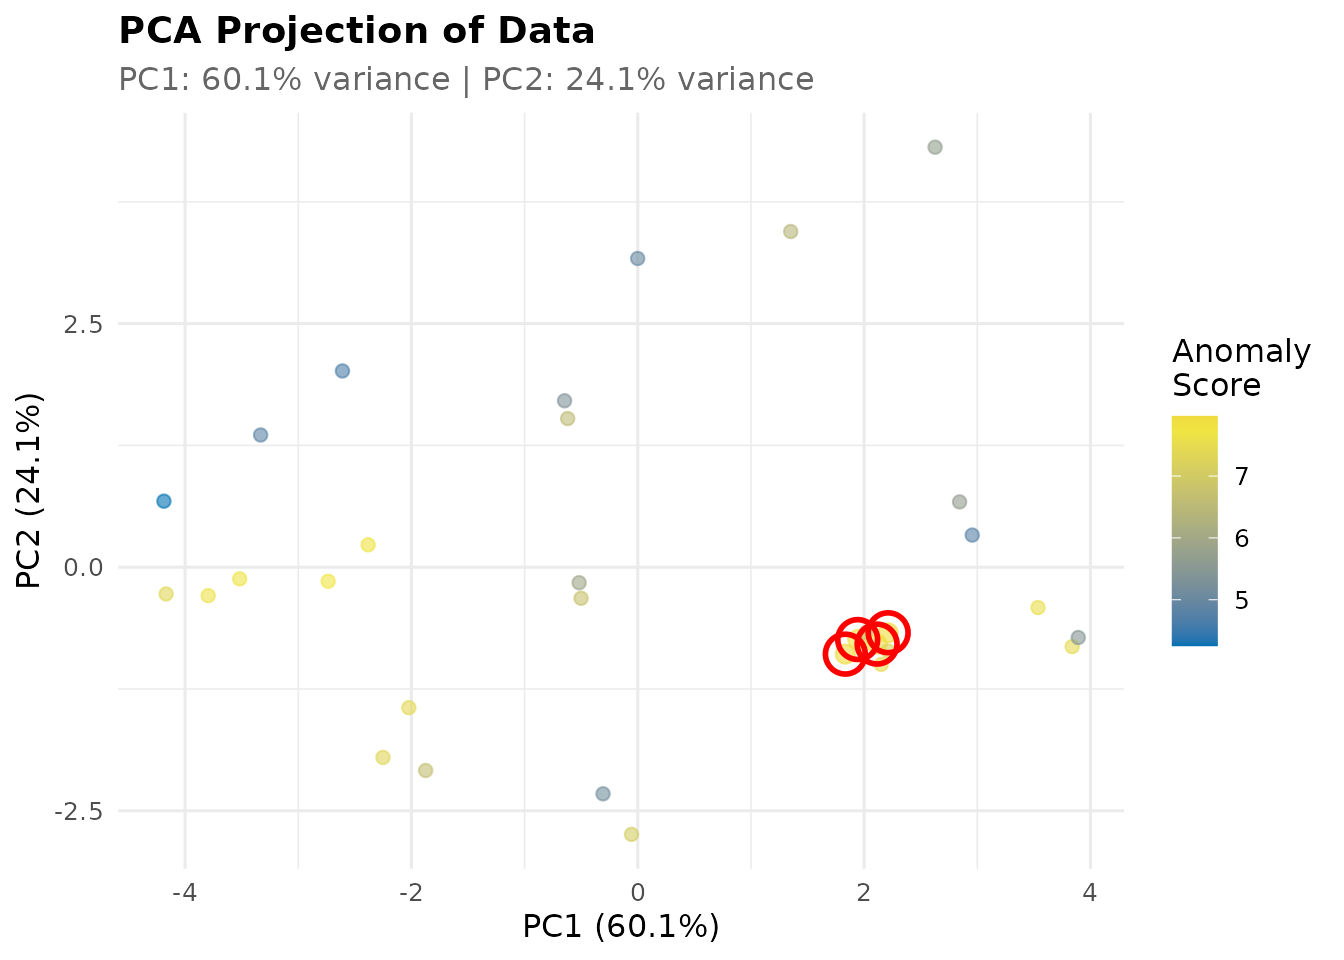 PCA Projection of Data
PC1: 60.1% variance | PC2: 24.1% variance
PC2 (24.1%)
2.5
0.0
-2.5
-4
-2
0
2
4
PC1 (60.1%)
Anomaly
Score
7
6
5